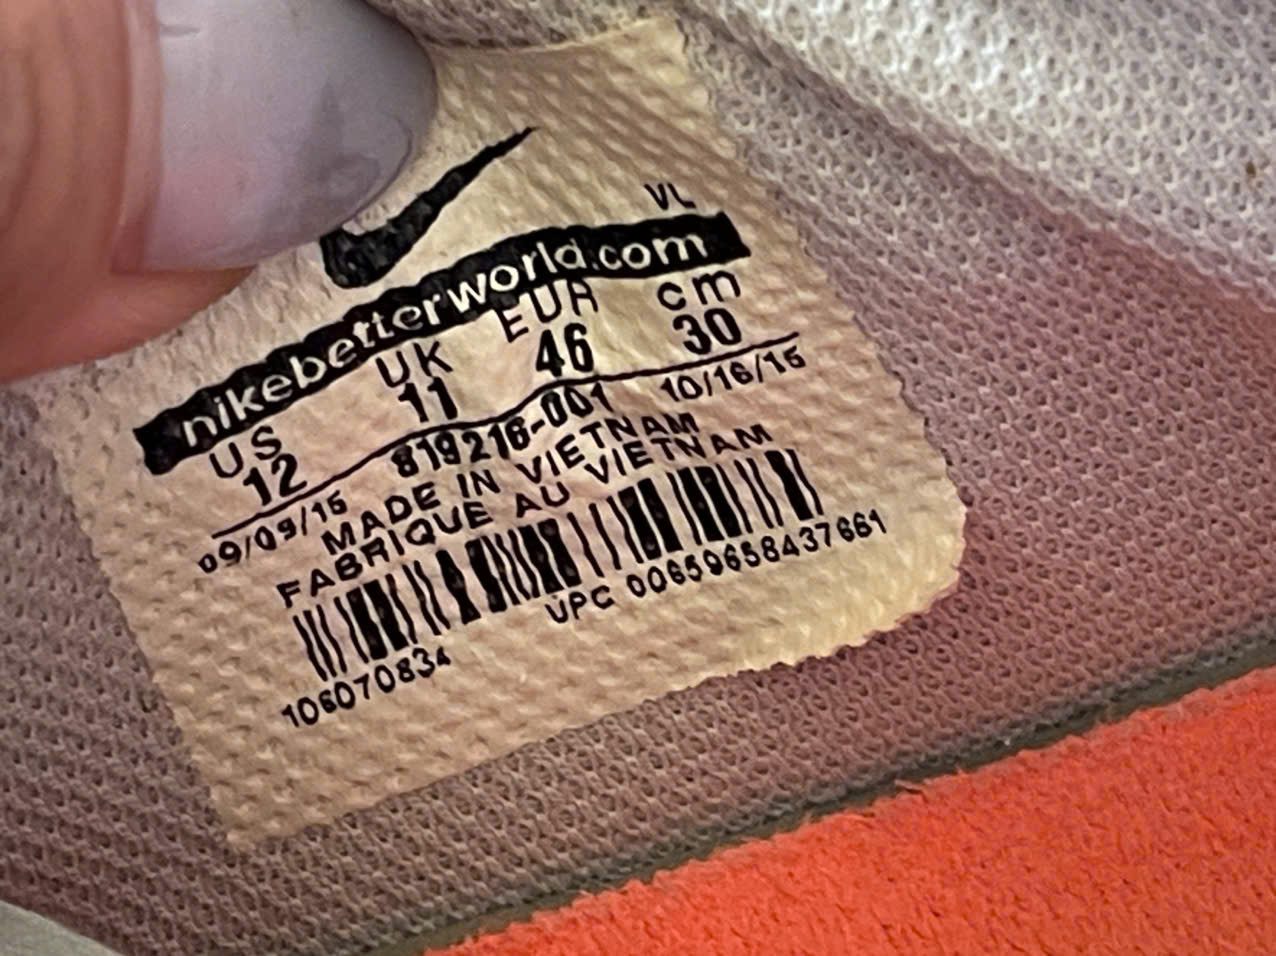 VL
nikebetterworld.com
US UK EUR cm
12 11 46 30
09/09/15 819216-001 10/16/15
MADE IN VIETNAM
FABRIQUE AU VIETNAM
106070834 UPC 00659658437661